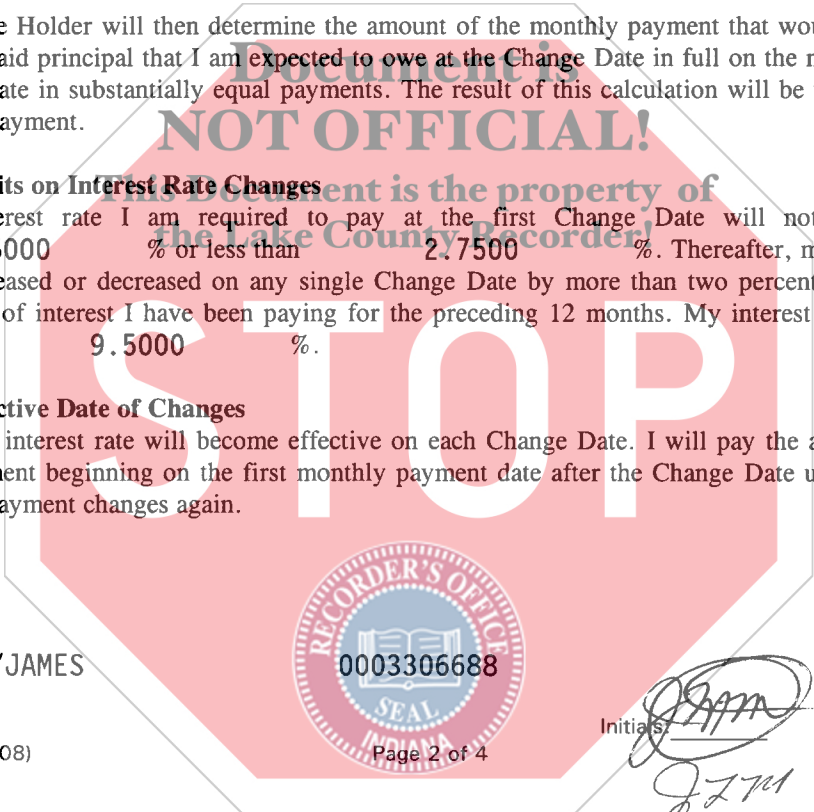 e Holder will then determine the amount of the monthly payment that wou
aid principal that I am expected to owe at the Change Date in full on the m
ate in substantially equal payments. The result of this calculation will be
ayment.
Document is
NOT OFFICIAL!
This Document is the property of
the Lake County Recorder!
its on Interest Rate Changes
erest rate I am required to pay at the first Change Date will not
5000 % or less than 2.7500 %. Thereafter, m
eased or decreased on any single Change Date by more than two percent
of interest I have been paying for the preceding 12 months. My interest
9.5000 %.
ctive Date of Changes
interest rate will become effective on each Change Date. I will pay the a
ent beginning on the first monthly payment date after the Change Date u
ayment changes again.
STOP
RECORDER'S OFFICE
SEAL
INDIANA
JAMES 0003306688
Initials:
08) Page 2 of 4